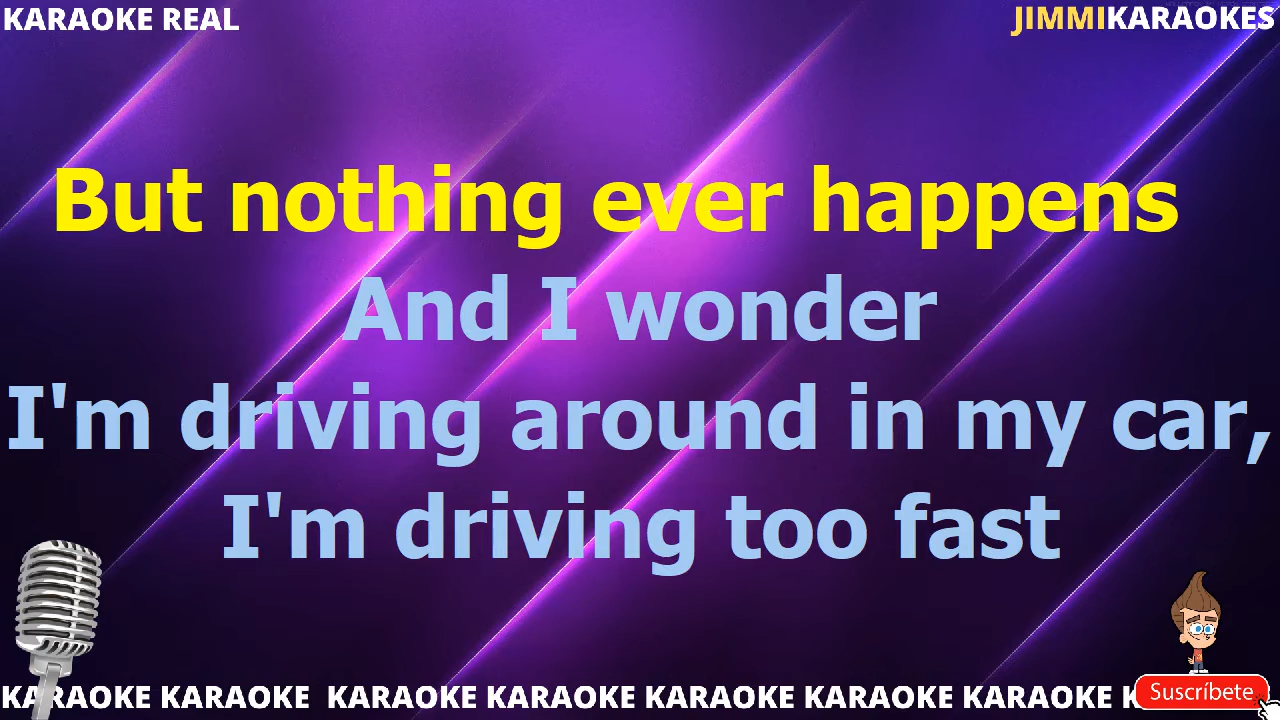 KARAOKE REAL
JIMMIKARAOKES
But nothing ever happens
And I wonder
I'm driving around in my car,
I'm driving too fast
KARAOKE KARAOKE KARAOKE KARAOKE KARAOKE KARAOKE KARAOKE
Suscríbete